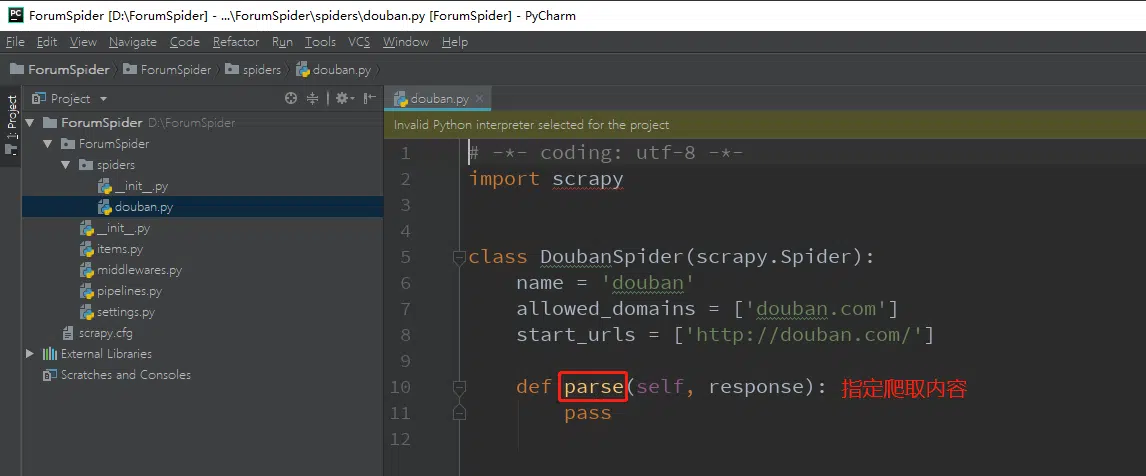 ForumSpider [D:\ForumSpider] - ...\ForumSpider\spiders\douban.py [ForumSpider] - PyCharm
File Edit View Navigate Code Refactor Run Tools VCS Window Help
ForumSpider ForumSpider spiders douban.py
1: Project
Project
ForumSpider D:\ForumSpider
ForumSpider
spiders
__init__.py
douban.py
__init__.py
items.py
middlewares.py
pipelines.py
settings.py
scrapy.cfg
External Libraries
Scratches and Consoles
douban.py
Invalid Python interpreter selected for the project
1 # -*- coding: utf-8 -*-
2 import scrapy
3
4
5 class DoubanSpider(scrapy.Spider):
6 name = 'douban'
7 allowed_domains = ['douban.com']
8 start_urls = ['http://douban.com/']
9
10 def parse(self, response): 指定爬取内容
11 pass
12